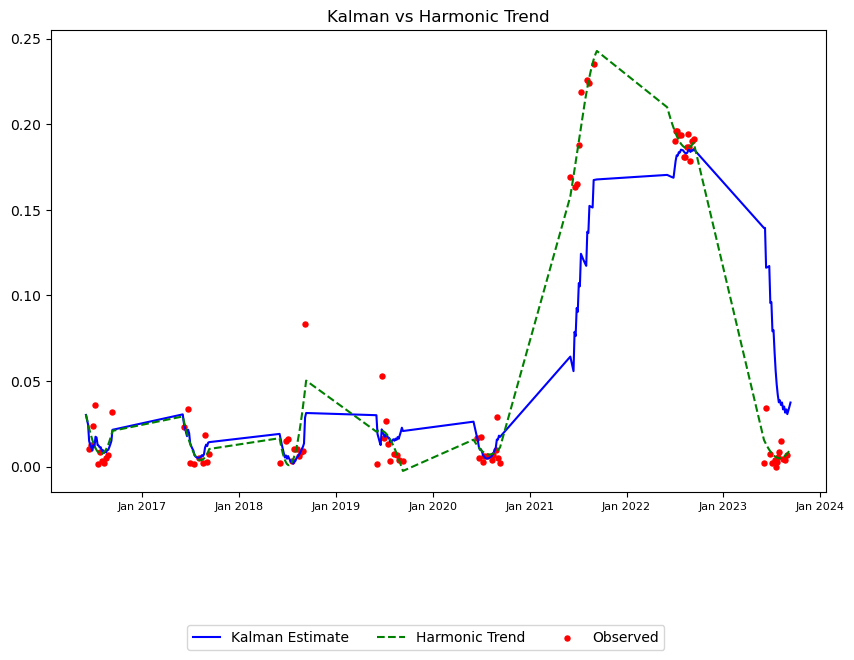 Kalman vs Harmonic Trend
0.25
0.20
0.15
0.10
0.05
0.00
Jan 2017 Jan 2018 Jan 2019 Jan 2020 Jan 2021 Jan 2022 Jan 2023 Jan 2024
Kalman Estimate Harmonic Trend Observed